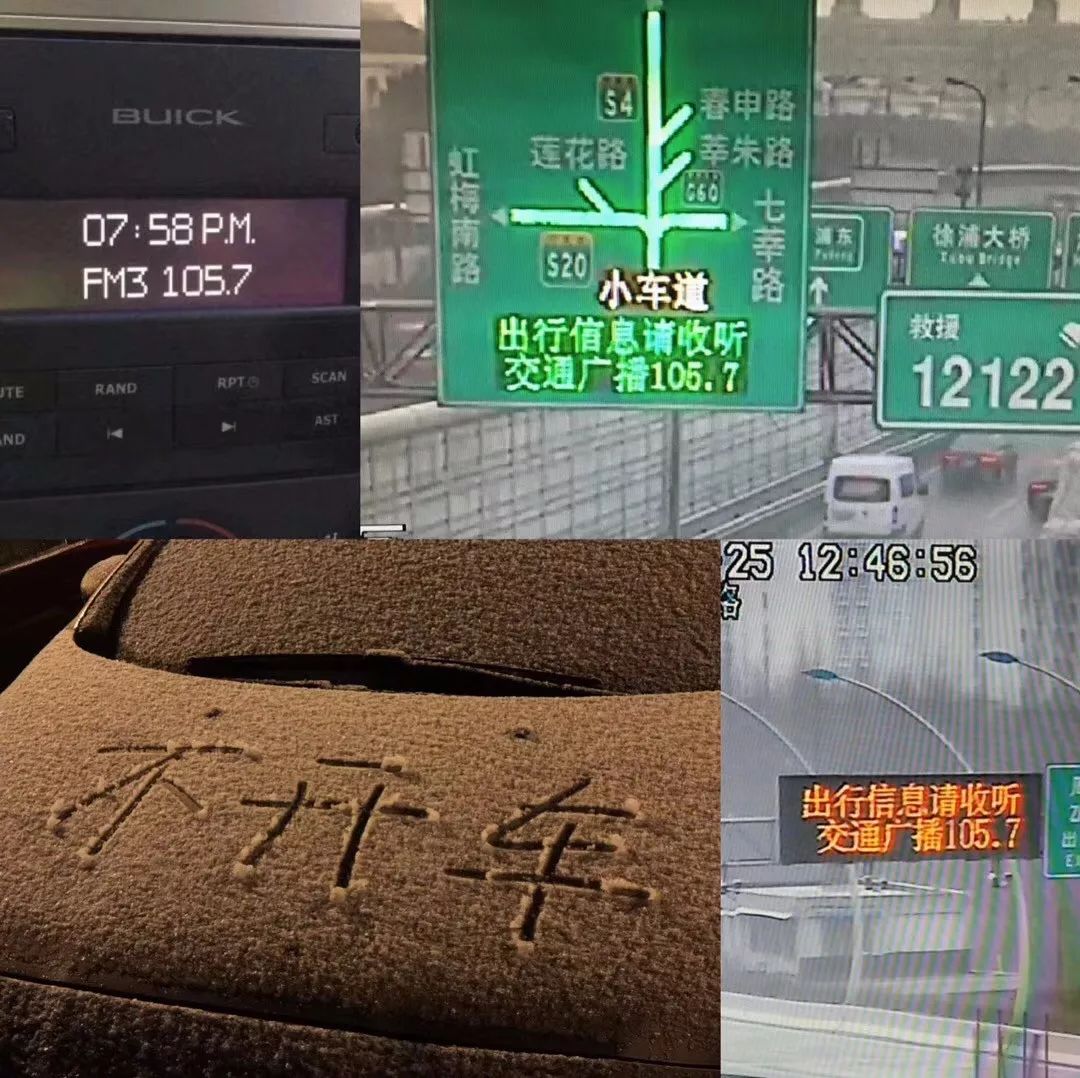 BUICK
07:58 P.M.
FM3 105.7
RAND
RPT
SCAN
AST
S4
春申路
莲花路
莘朱路
G60
虹梅南路
七莘路
S20
小车道
出行信息请收听
交通广播105.7
浦东
Pudong
徐浦大桥
Xupu Bridge
救援
12122
不开车
25 12:46:56
路
出行信息请收听
交通广播105.7
出